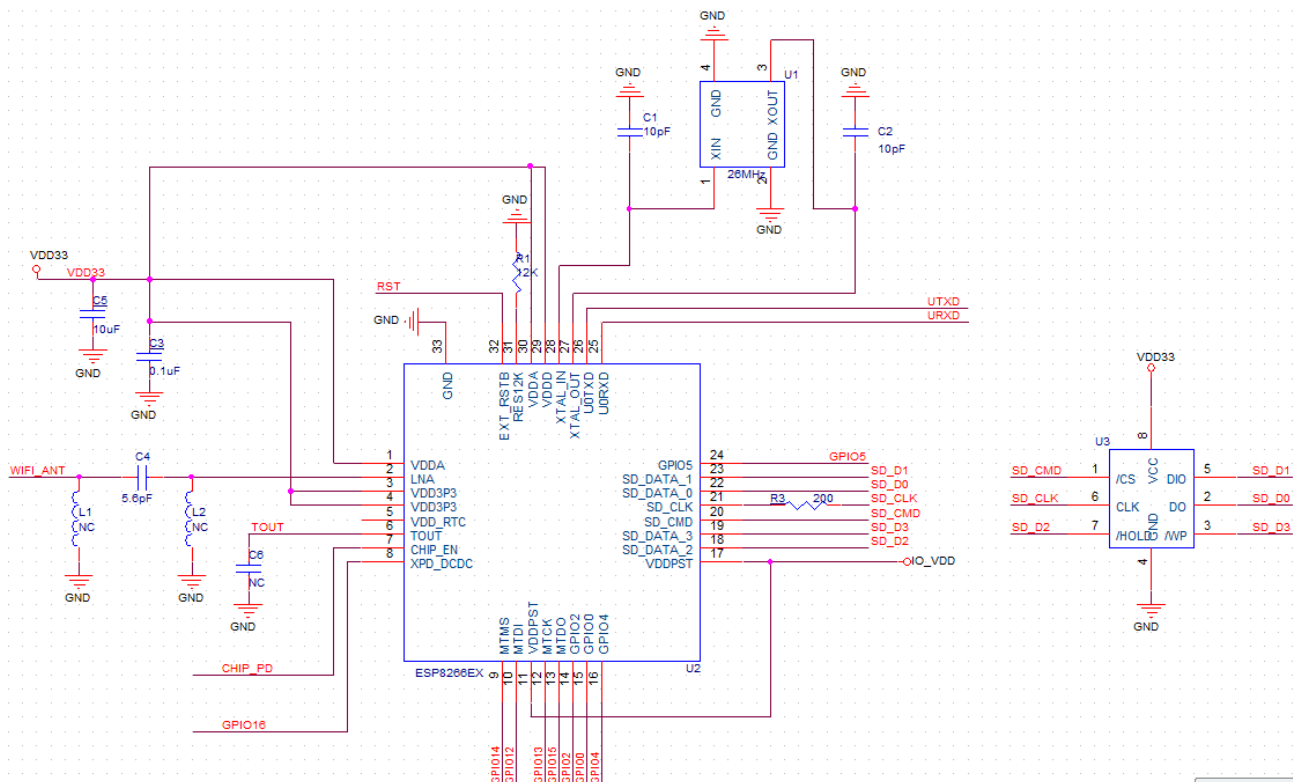 GND
4
3
U1
GND
XOUT
XIN
GND
26MHz
1
2
GND
GND
C1
10pF
GND
C2
10pF
GND
R1
12K
VDD33
VDD33
C5
10uF
GND
C3
0.1uF
GND
RST
GND
UTXD
URXD
33
32
31
30
29
28
27
26
25
GND
EXT_RSTB
RES12K
VDDA
VDDD
XTAL_IN
XTAL_OUT
U0TXD
U0RXD
WIFI_ANT
C4
5.6pF
L1
NC
GND
L2
NC
GND
TOUT
C6
NC
GND
1 VDDA
2 LNA
3 VDD3P3
4 VDD3P3
5 VDD_RTC
6 TOUT
7 CHIP_EN
8 XPD_DCDC
GPIO5 24 GPIO5
SD_DATA_1 23 SD_D1
SD_DATA_0 22 SD_D0
SD_CLK 21 R3 200 SD_CLK
SD_CMD 20 SD_CMD
SD_DATA_3 19 SD_D3
SD_DATA_2 18 SD_D2
VDDPST 17 IO_VDD
CHIP_PD
GPIO16
MTMS
MTDI
VDDPST
MTCK
MTDO
GPIO2
GPIO0
GPIO4
ESP8266EX
U2
9
10
11
12
13
14
15
16
GPIO14
GPIO12
GPIO13
GPIO15
GPIO2
GPIO0
GPIO4
VDD33
U3
8
VCC
SD_CMD 1 /CS
DIO 5 SD_D1
SD_CLK 6 CLK
DO 2 SD_D0
SD_D2 7 /HOLD
GND
/WP 3 SD_D3
4
GND